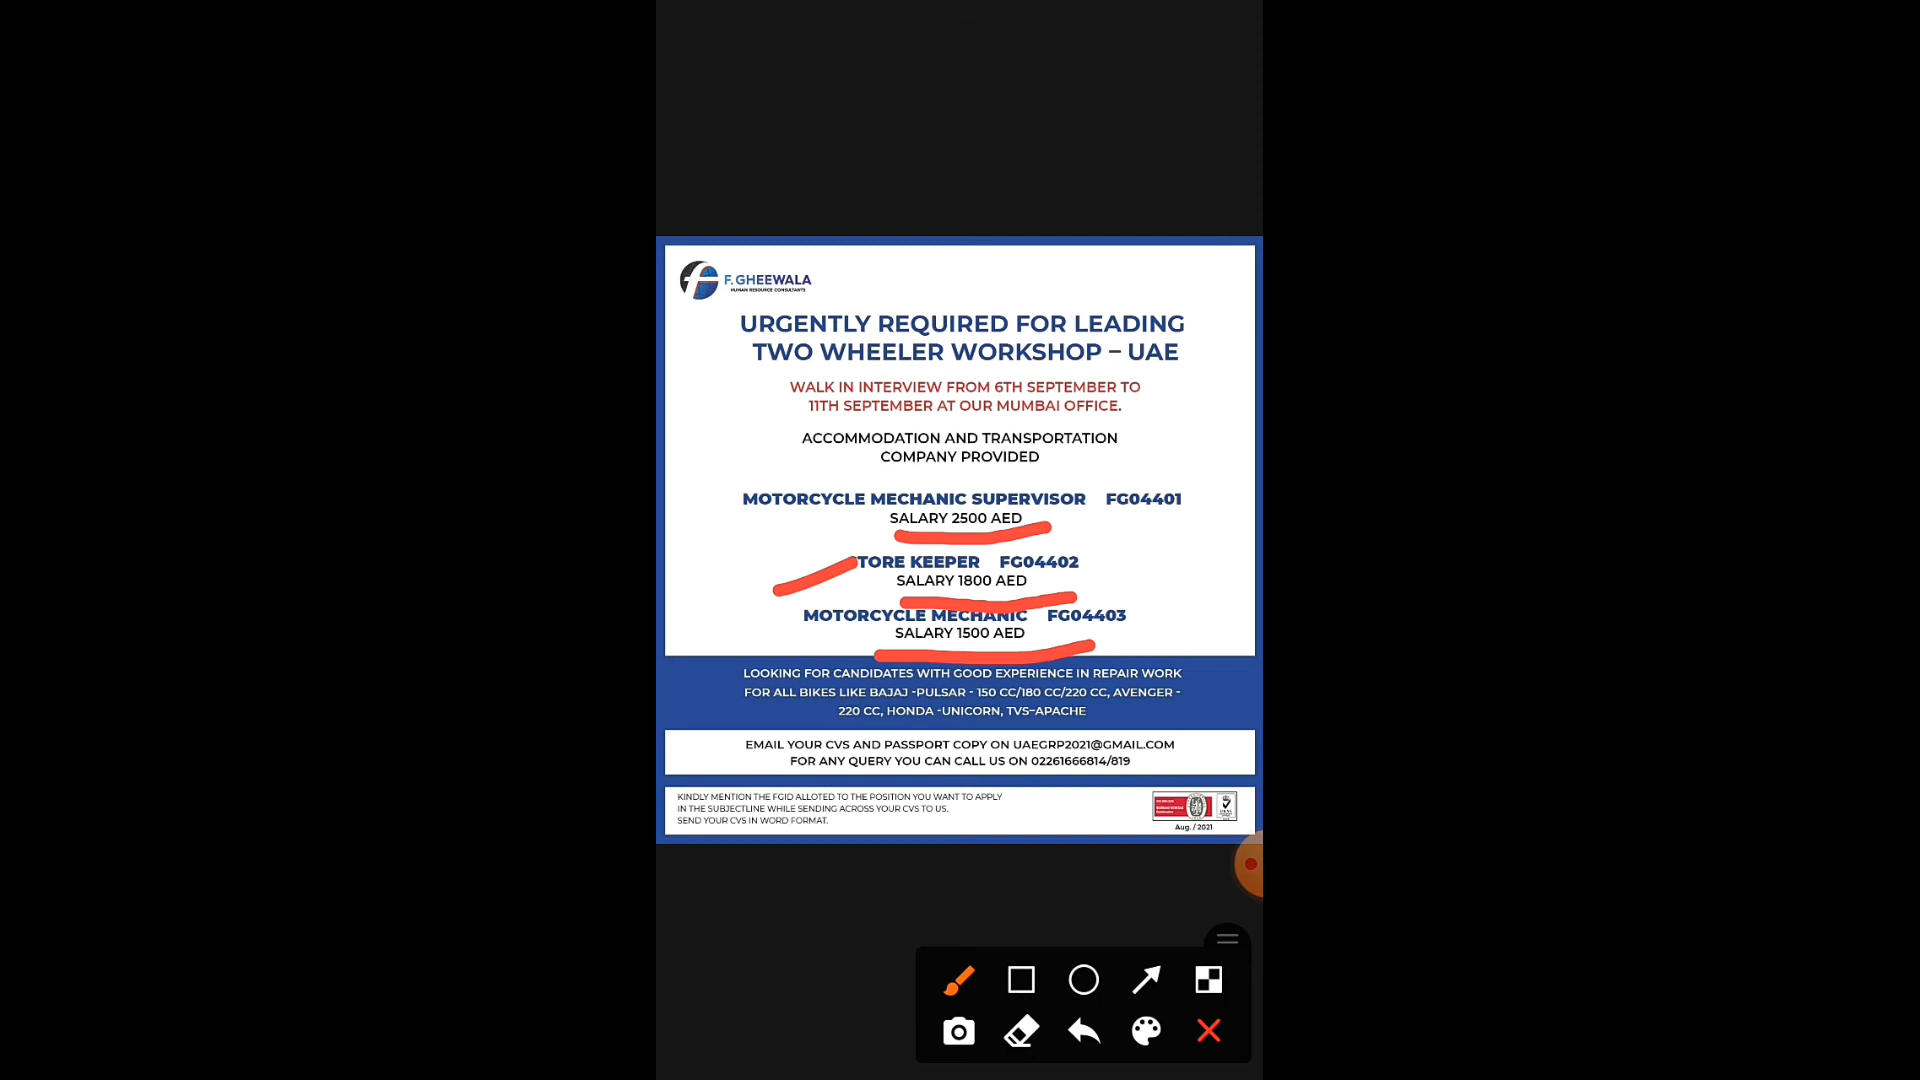 F.GHEEWALA
HUMAN RESOURCE CONSULTANTS
URGENTLY REQUIRED FOR LEADING
TWO WHEELER WORKSHOP – UAE
WALK IN INTERVIEW FROM 6TH SEPTEMBER TO
11TH SEPTEMBER AT OUR MUMBAI OFFICE.
ACCOMMODATION AND TRANSPORTATION
COMPANY PROVIDED
MOTORCYCLE MECHANIC SUPERVISOR FG04401
SALARY 2500 AED
TORE KEEPER FG04402
SALARY 1800 AED
MOTORCYCLE MECHANIC FG04403
SALARY 1500 AED
LOOKING FOR CANDIDATES WITH GOOD EXPERIENCE IN REPAIR WORK
FOR ALL BIKES LIKE BAJAJ -PULSAR - 150 CC/180 CC/220 CC, AVENGER -
220 CC, HONDA -UNICORN, TVS–APACHE
EMAIL YOUR CVS AND PASSPORT COPY ON UAEGRP2021@GMAIL.COM
FOR ANY QUERY YOU CAN CALL US ON 02261666814/819
KINDLY MENTION THE FGID ALLOTED TO THE POSITION YOU WANT TO APPLY
IN THE SUBJECTLINE WHILE SENDING ACROSS YOUR CVS TO US.
SEND YOUR CVS IN WORD FORMAT.
Aug. / 2021